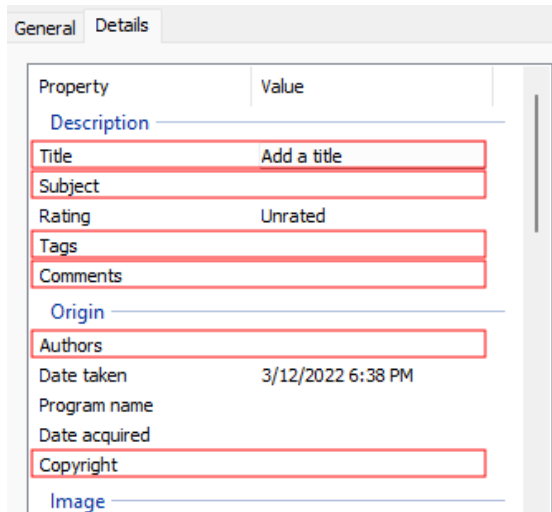 General Details
Property Value
Description
Title Add a title
Subject
Rating Unrated
Tags
Comments
Origin
Authors
Date taken 3/12/2022 6:38 PM
Program name
Date acquired
Copyright
Image